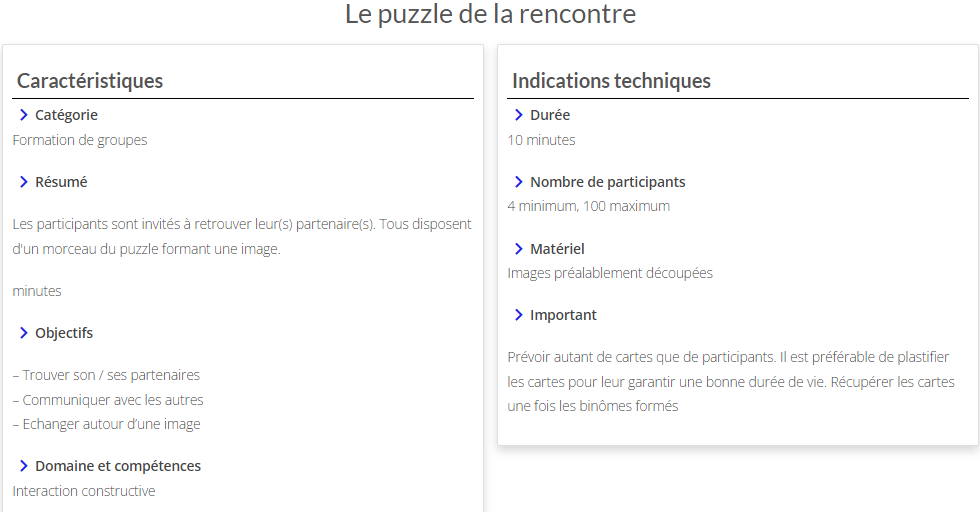 Le puzzle de la rencontre
Caractéristiques
Catégorie
Formation de groupes
Résumé
Les participants sont invités à retrouver leur(s) partenaire(s). Tous disposent
d'un morceau du puzzle formant une image.
minutes
Objectifs
– Trouver son / ses partenaires
– Communiquer avec les autres
– Echanger autour d’une image
Domaine et compétences
Interaction constructive
Indications techniques
Durée
10 minutes
Nombre de participants
4 minimum, 100 maximum
Matériel
Images préalablement découpées
Important
Prévoir autant de cartes que de participants. Il est préférable de plastifier
les cartes pour leur garantir une bonne durée de vie. Récupérer les cartes
une fois les binômes formés